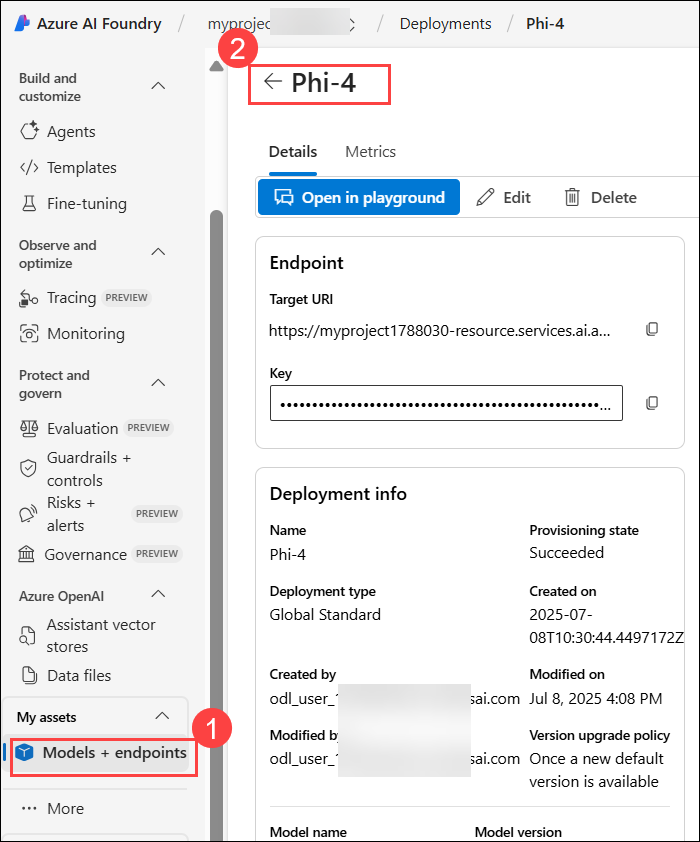 Azure AI Foundry / myprojec / Deployments / Phi-4
2
Build and
customize
Agents
Templates
Fine-tuning
Observe and
optimize
Tracing PREVIEW
Monitoring
Protect and
govern
Evaluation PREVIEW
Guardrails +
controls
Risks +
alerts PREVIEW
Governance PREVIEW
Azure OpenAI
Assistant vector
stores
Data files
My assets
1
Models + endpoints
··· More
← Phi-4
Details Metrics
Open in playground Edit Delete
Endpoint
Target URI
https://myproject1788030-resource.services.ai.a...
Key
••••••••••••••••••••••••••••••••••••••••••••••••••...
Deployment info
Name
Phi-4
Provisioning state
Succeeded
Deployment type
Global Standard
Created on
2025-07-
08T10:30:44.4497172Z
Created by
odl_user_ sai.com
Modified on
Jul 8, 2025 4:08 PM
Modified by
odl_user_ sai.com
Version upgrade policy
Once a new default
version is available
Model name
Model version